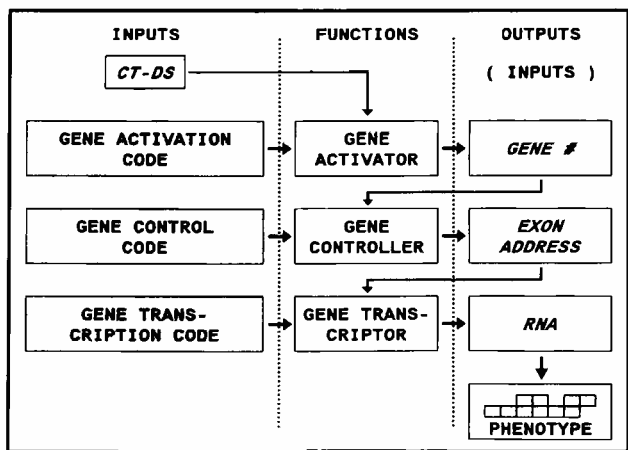 INPUTS
FUNCTIONS
OUTPUTS
( INPUTS )
CT-DS
GENE ACTIVATION
CODE
GENE
ACTIVATOR
GENE #
GENE CONTROL
CODE
GENE
CONTROLLER
EXON
ADDRESS
GENE TRANS-
CRIPTION CODE
GENE TRANS-
CRIPTOR
RNA
PHENOTYPE